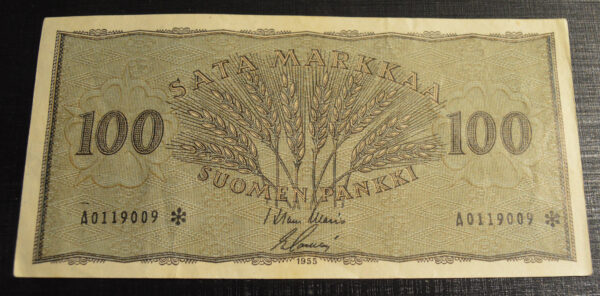 SATA MARKKAA
100 100
SUOMEN PANKKI
A0119009 * A0119009 *
1955